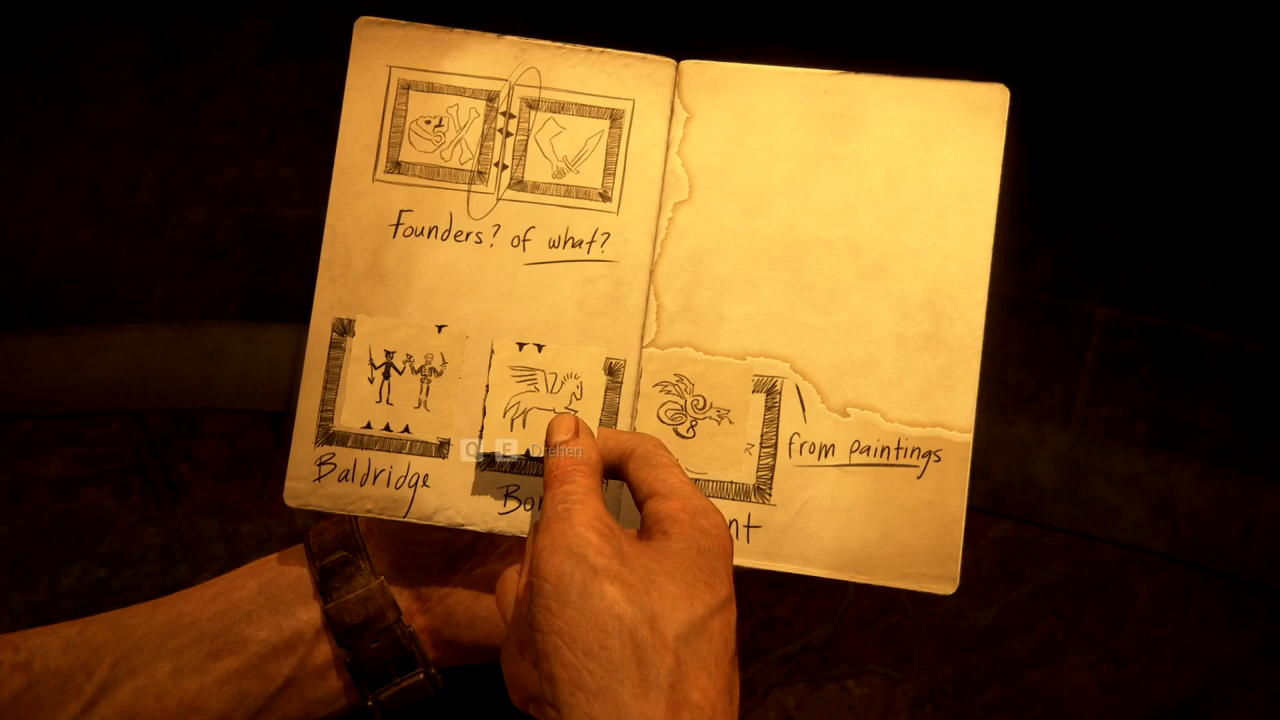 Founders? of what?
Q E Drehen
from paintings
Baldridge